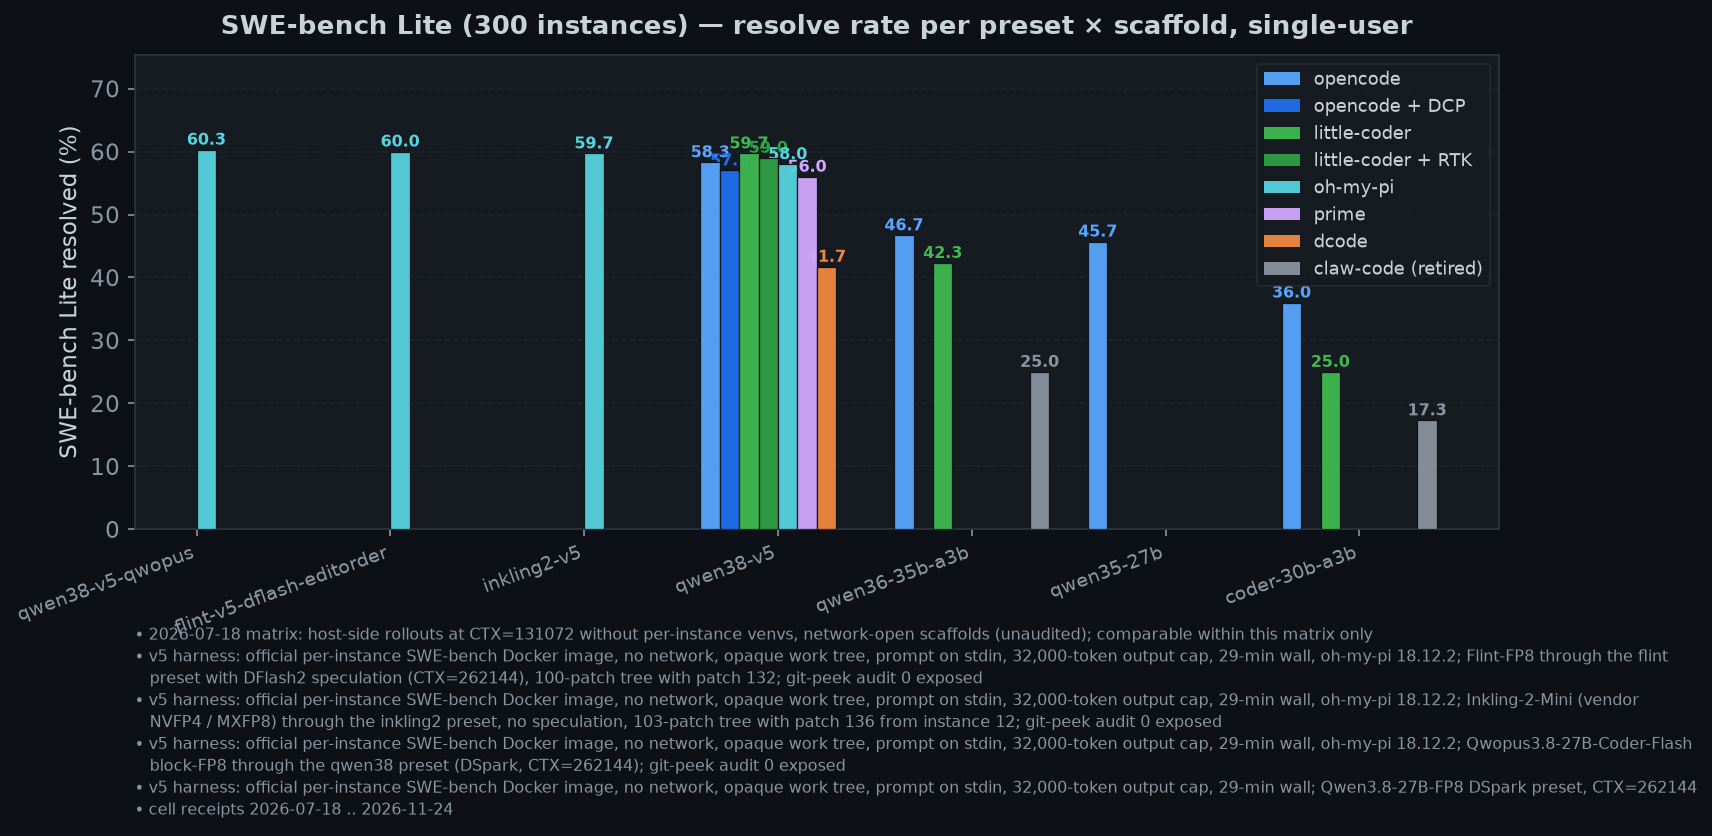 SWE-bench Lite (300 instances) — resolve rate per preset × scaffold, single-user
SWE-bench Lite resolved (%)
70
60
50
40
30
20
10
0
60.3
60.0
59.7
58.3
59.7
59.0
58.0
46.7
42.3
25.0
45.7
36.0
25.0
17.3
opencode
opencode + DCP
little-coder
little-coder + RTK
oh-my-pi
prime
dcode
claw-code (retired)
qwen38-v5-qwopus
flint-v5-dflash-editorder
inkling2-v5
qwen38-v5
qwen36-35b-a3b
qwen35-27b
coder-30b-a3b
• 2026-07-18 matrix: host-side rollouts at CTX=131072 without per-instance venvs, network-open scaffolds (unaudited); comparable within this matrix only
• v5 harness: official per-instance SWE-bench Docker image, no network, opaque work tree, prompt on stdin, 32,000-token output cap, 29-min wall, oh-my-pi 18.12.2; Flint-FP8 through the flint
preset with DFlash2 speculation (CTX=262144), 100-patch tree with patch 132; git-peek audit 0 exposed
• v5 harness: official per-instance SWE-bench Docker image, no network, opaque work tree, prompt on stdin, 32,000-token output cap, 29-min wall, oh-my-pi 18.12.2; Inkling-2-Mini (vendor
NVFP4 / MXFP8) through the inkling2 preset, no speculation, 103-patch tree with patch 136 from instance 12; git-peek audit 0 exposed
• v5 harness: official per-instance SWE-bench Docker image, no network, opaque work tree, prompt on stdin, 32,000-token output cap, 29-min wall, oh-my-pi 18.12.2; Qwopus3.8-27B-Coder-Flash
block-FP8 through the qwen38 preset (DSpark, CTX=262144); git-peek audit 0 exposed
• v5 harness: official per-instance SWE-bench Docker image, no network, opaque work tree, prompt on stdin, 32,000-token output cap, 29-min wall; Qwen3.8-27B-FP8 DSpark preset, CTX=262144
• cell receipts 2026-07-18 .. 2026-11-24